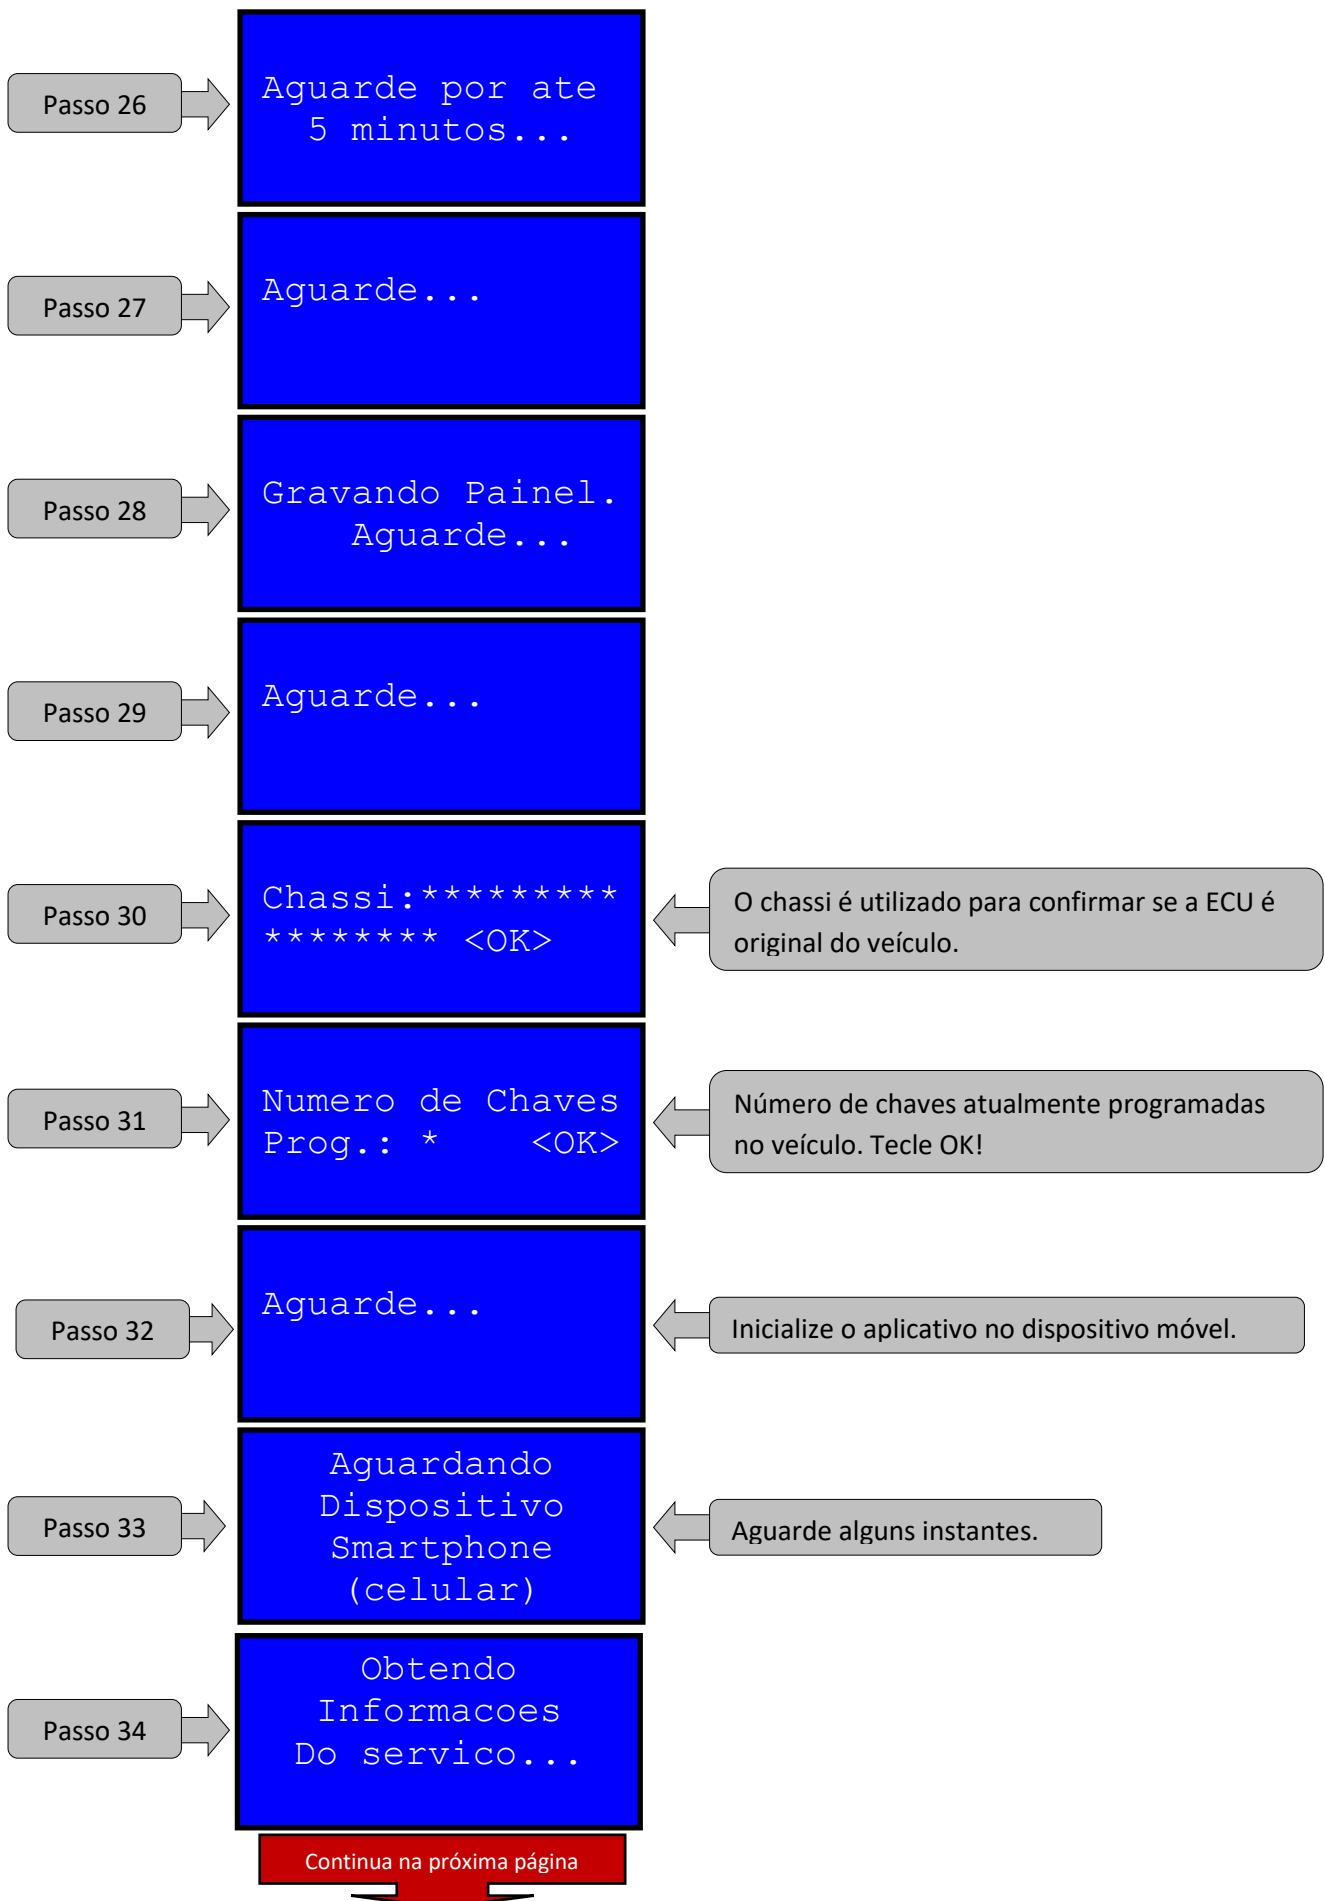 Passo 26
Aguarde por ate
5 minutos...
Passo 27
Aguarde...
Passo 28
Gravando Painel.
Aguarde...
Passo 29
Aguarde...
Passo 30
Chassi:*********
******** <OK>
O chassi é utilizado para confirmar se a ECU é
original do veículo.
Passo 31
Numero de Chaves
Prog.: * <OK>
Número de chaves atualmente programadas
no veículo. Tecle OK!
Passo 32
Aguarde...
Inicialize o aplicativo no dispositivo móvel.
Passo 33
Aguardando
Dispositivo
Smartphone
(celular)
Aguarde alguns instantes.
Passo 34
Obtendo
Informacoes
Do servico...
Continua na próxima página